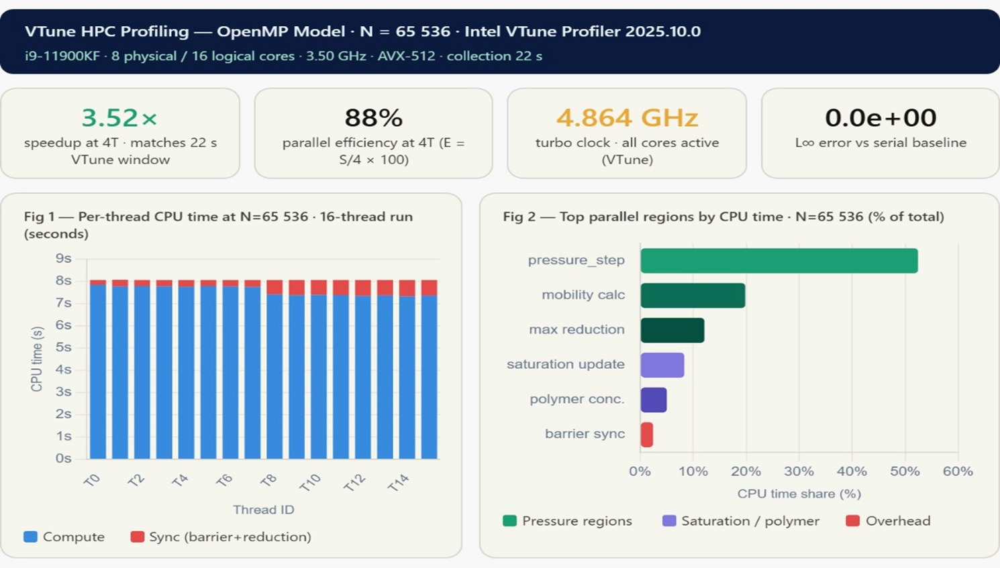 VTune HPC Profiling — OpenMP Model · N = 65 536 · Intel VTune Profiler 2025.10.0
i9-11900KF · 8 physical / 16 logical cores · 3.50 GHz · AVX-512 · collection 22 s
3.52×
speedup at 4T · matches 22 s
VTune window
88%
parallel efficiency at 4T (E =
S/4 × 100)
4.864 GHz
turbo clock · all cores active
(VTune)
0.0e+00
L∞ error vs serial baseline
Fig 1 — Per-thread CPU time at N=65 536 · 16-thread run
(seconds)
9s
8s
7s
6s
5s
4s
3s
2s
1s
0s
CPU time (s)
T0
T2
T4
T6
T8
T10
T12
T14
Thread ID
Compute
Sync (barrier+reduction)
Fig 2 — Top parallel regions by CPU time · N=65 536 (% of total)
pressure_step
mobility calc
max reduction
saturation update
polymer conc.
barrier sync
0%
10%
20%
30%
40%
50%
60%
CPU time share (%)
Pressure regions
Saturation / polymer
Overhead